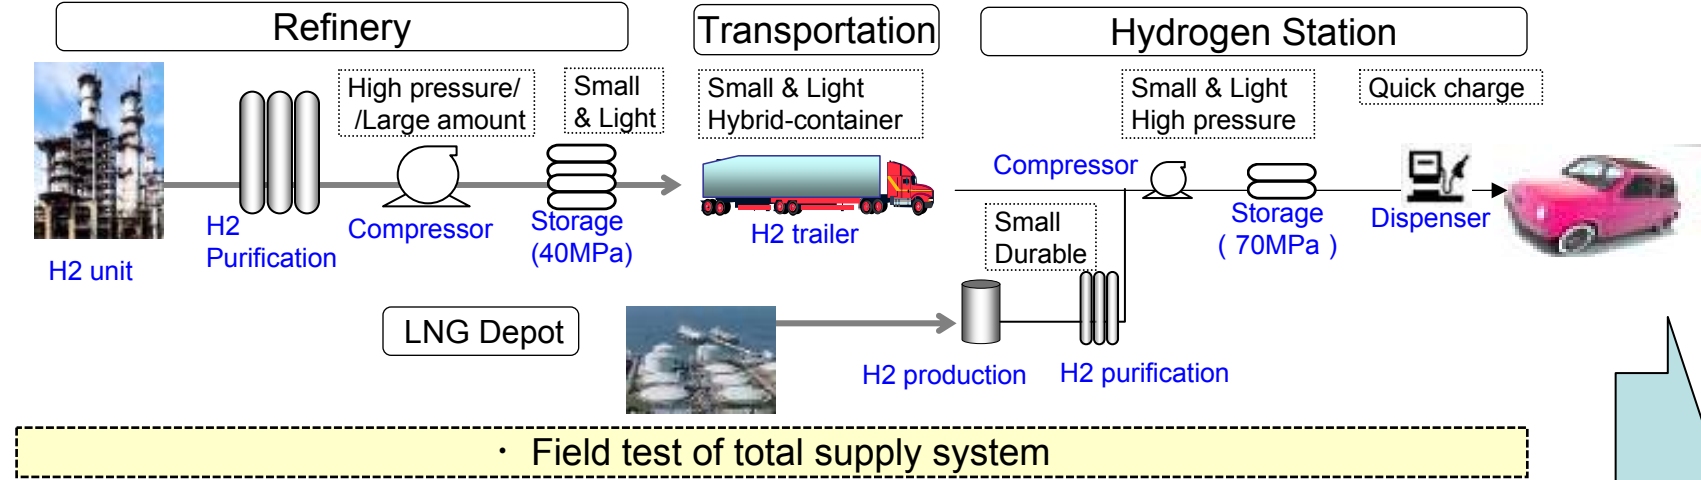 Refinery
Transportation
Hydrogen Station
High pressure/
/Large amount
Small
& Light
Small & Light
Hybrid-container
Small & Light
High pressure
Quick charge
H2 unit
H2
Purification
Compressor
Storage
(40MPa)
H2 trailer
Compressor
Small
Durable
Storage
( 70MPa )
Dispenser
LNG Depot
H2 production
H2 purification
・ Field test of total supply system